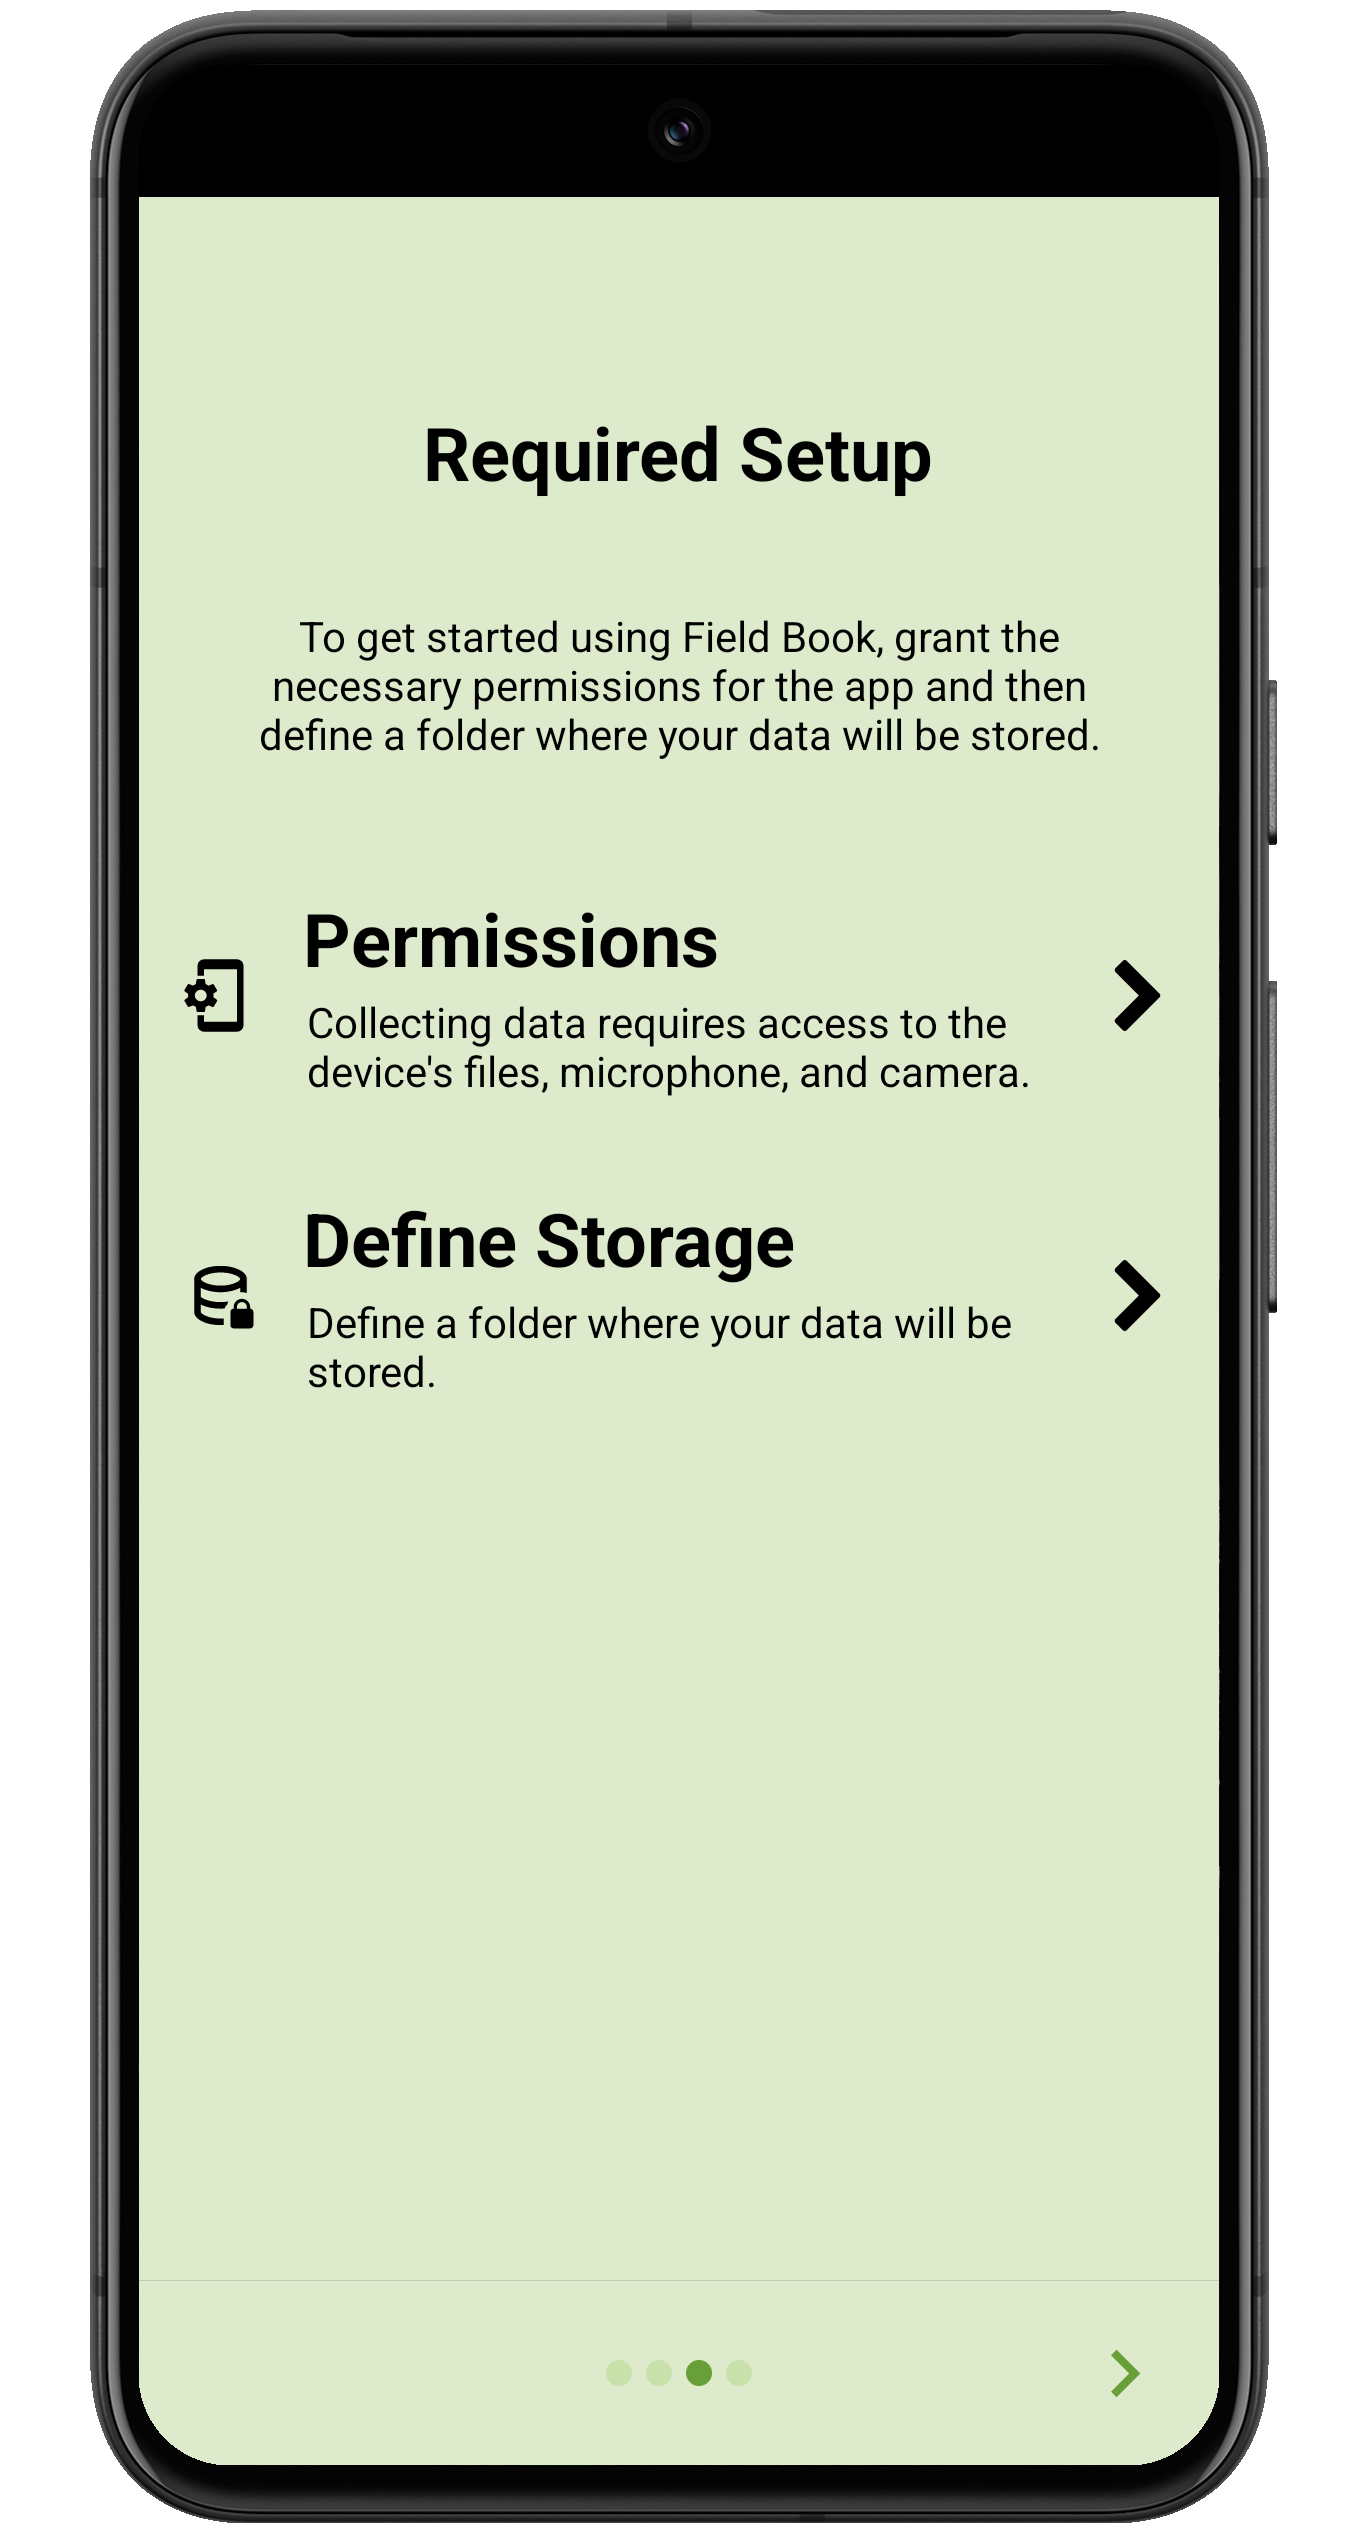 Required Setup
To get started using Field Book, grant the
necessary permissions for the app and then
define a folder where your data will be stored.
Permissions
Collecting data requires access to the
device's files, microphone, and camera.
Define Storage
Define a folder where your data will be
stored.